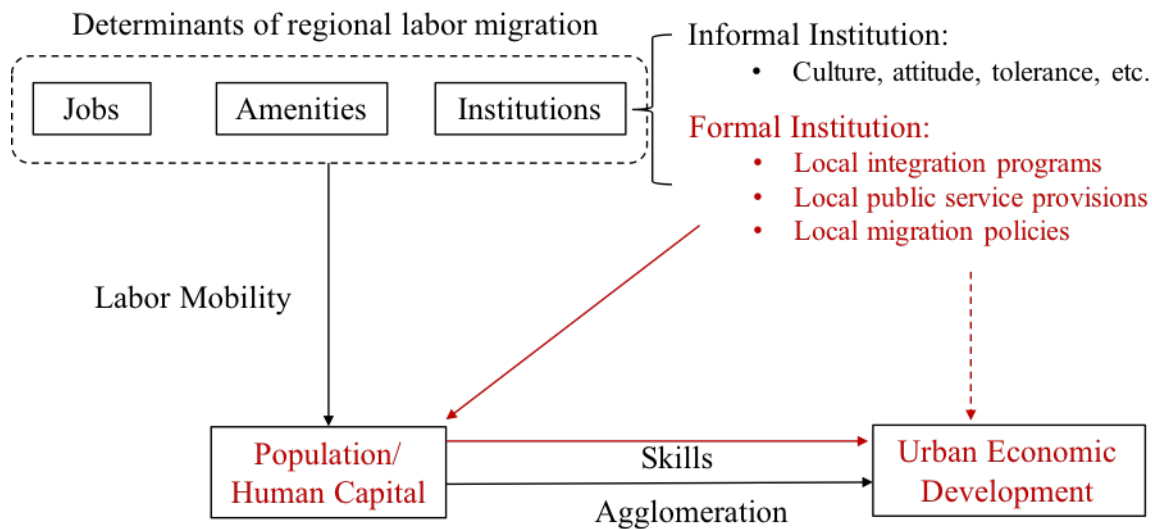 Determinants of regional labor migration
Jobs
Amenities
Institutions
Informal Institution:
• Culture, attitude, tolerance, etc.
Formal Institution:
• Local integration programs
• Local public service provisions
• Local migration policies
Labor Mobility
Population/
Human Capital
Skills
Agglomeration
Urban Economic
Development